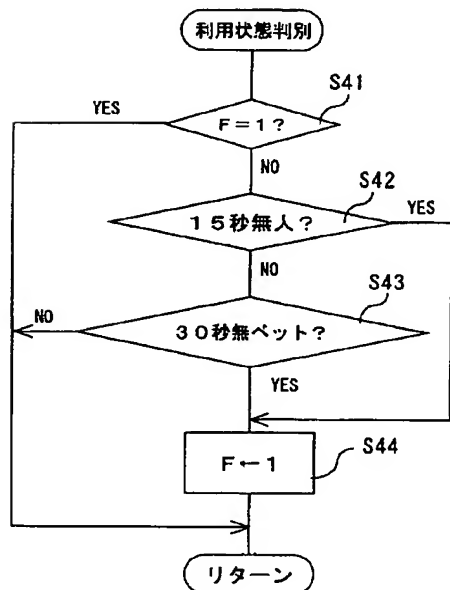 利用状態判別
S41
YES
F=1?
NO
S42
15秒無人?
YES
NO
S43
NO
30秒無ペット?
YES
S44
F←1
リターン